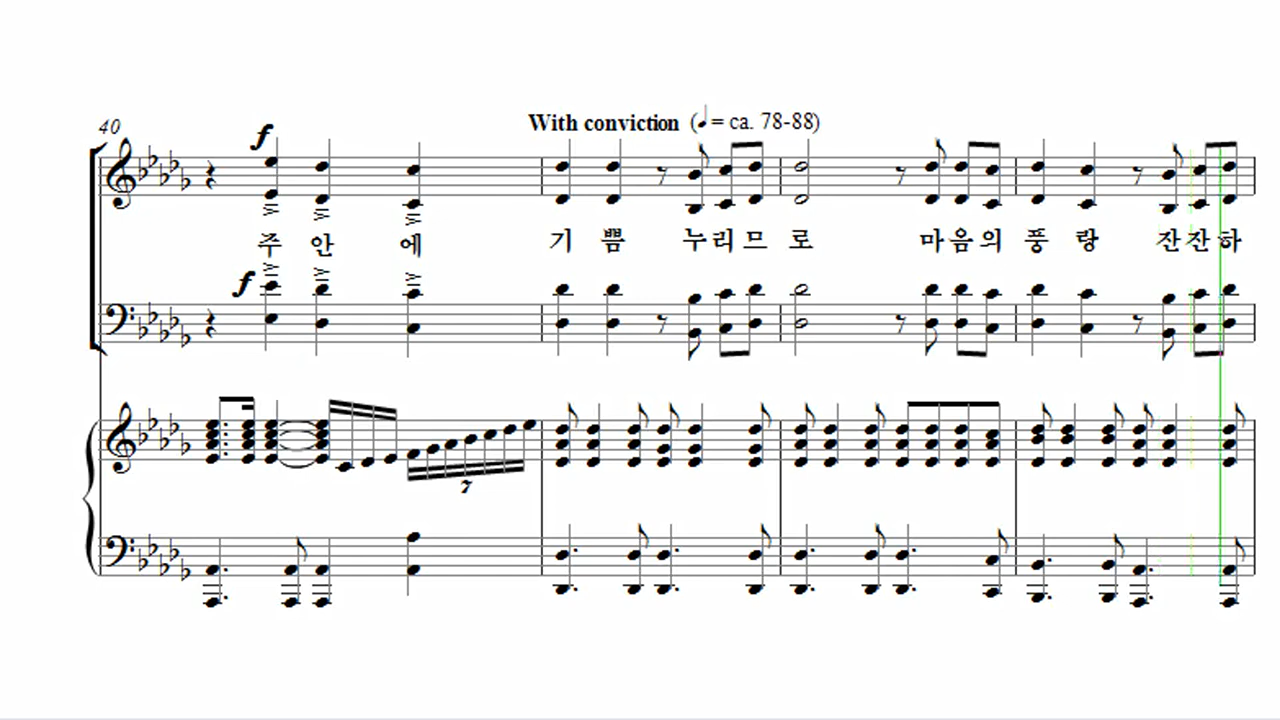 40
f
With conviction (♩= ca. 78-88)
주 안 에 기 쁨 누 리 므 로 마 음 의 풍 랑 잔 잔 하
f
7